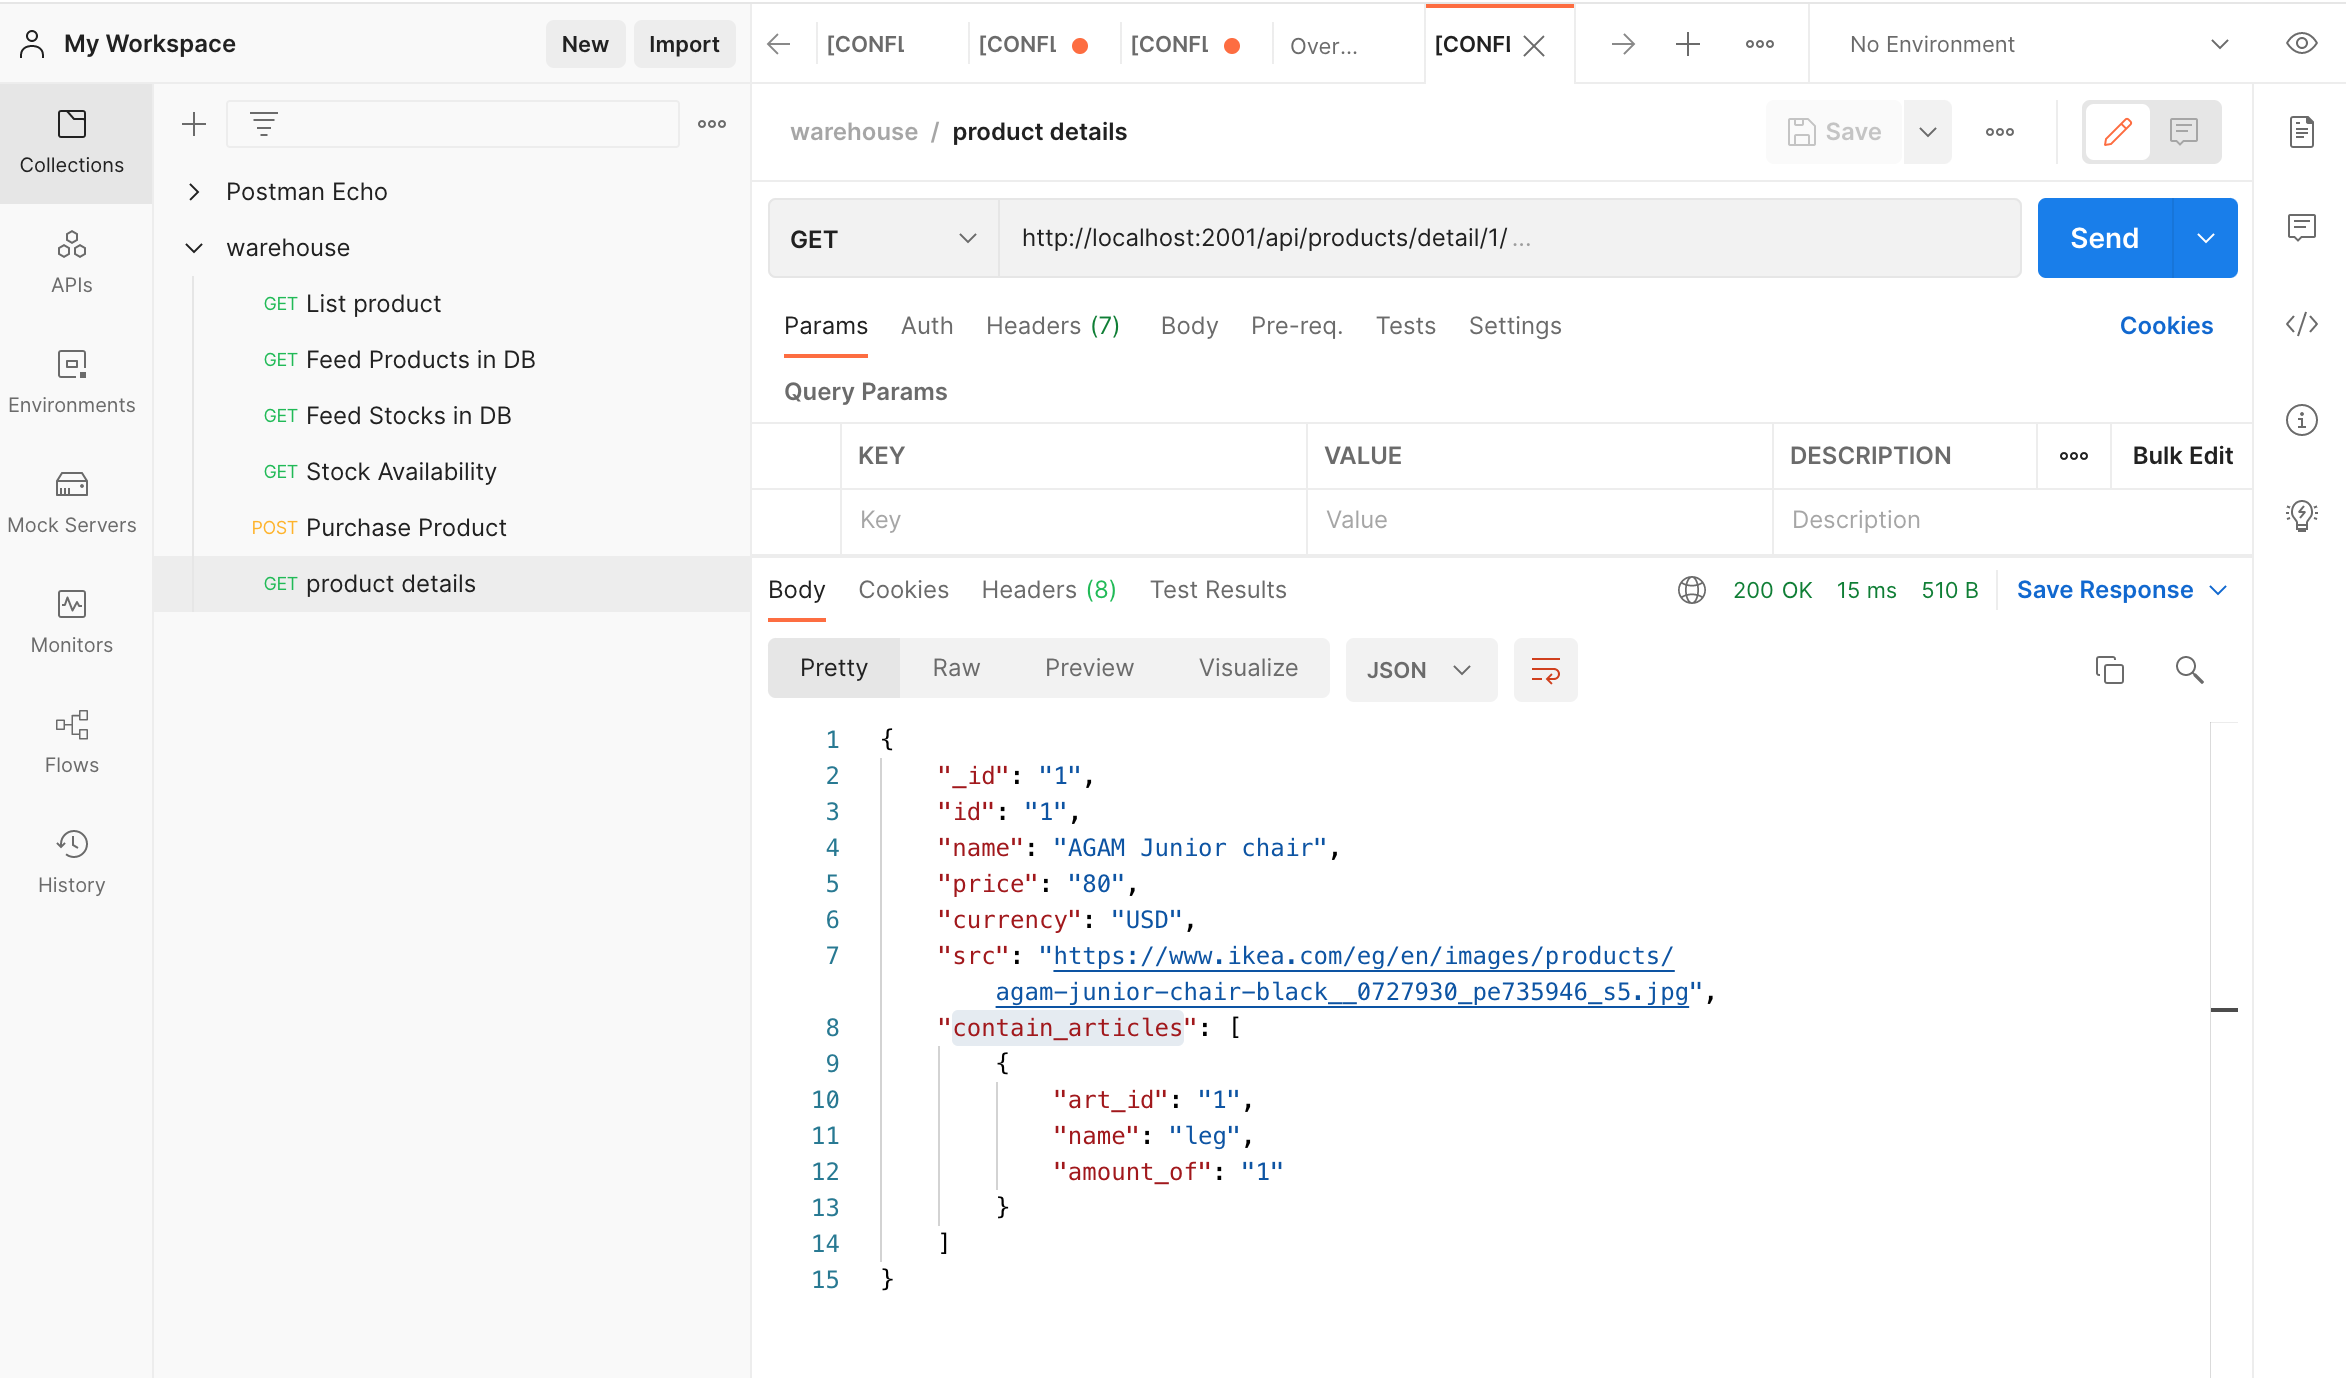 My Workspace
New
Import
[CONFL
[CONFL
[CONFL
Over...
[CONFL
No Environment
Collections
APIs
Environments
Mock Servers
Monitors
Flows
History
Postman Echo
warehouse
GET List product
GET Feed Products in DB
GET Feed Stocks in DB
GET Stock Availability
POST Purchase Product
GET product details
warehouse / product details
Save
GET
http://localhost:2001/api/products/detail/1/ ...
Send
Params Auth Headers (7) Body Pre-req. Tests Settings
Cookies
Query Params
KEY VALUE DESCRIPTION Bulk Edit
Key Value Description
Body Cookies Headers (8) Test Results
200 OK 15 ms 510 B Save Response
Pretty Raw Preview Visualize JSON
1 {
2 "_id": "1",
3 "id": "1",
4 "name": "AGAM Junior chair",
5 "price": "80",
6 "currency": "USD",
7 "src": "https://www.ikea.com/eg/en/images/products/
agam-junior-chair-black__0727930_pe735946_s5.jpg",
8 "contain_articles": [
9 {
10 "art_id": "1",
11 "name": "leg",
12 "amount_of": "1"
13 }
14 ]
15 }